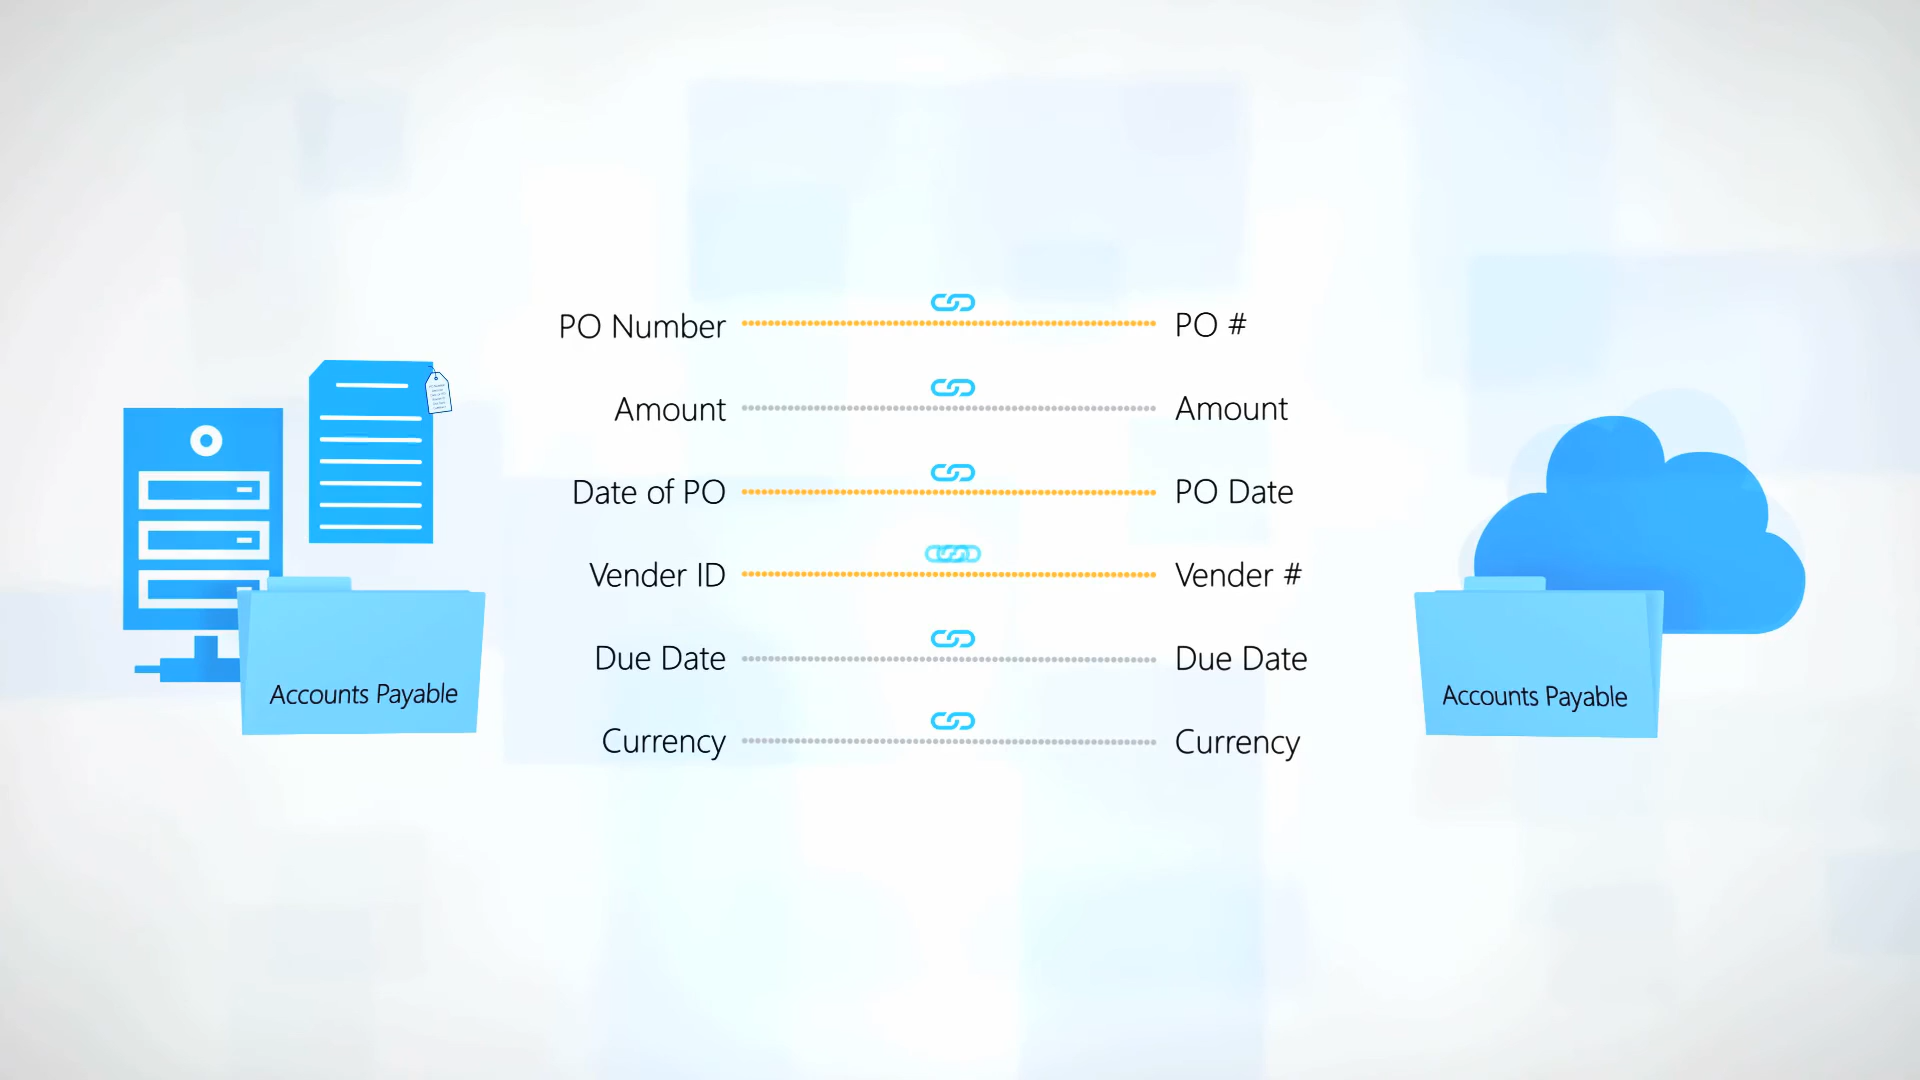 PO Number PO #
Amount Amount
Date of PO PO Date
Vender ID Vender #
Due Date Due Date
Currency Currency
Accounts Payable Accounts Payable